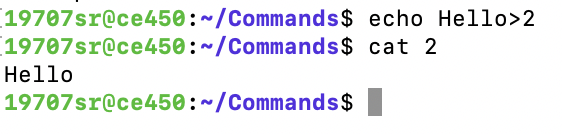 19707sr@ce450:~/Commands$ echo Hello>2
19707sr@ce450:~/Commands$ cat 2
Hello
19707sr@ce450:~/Commands$